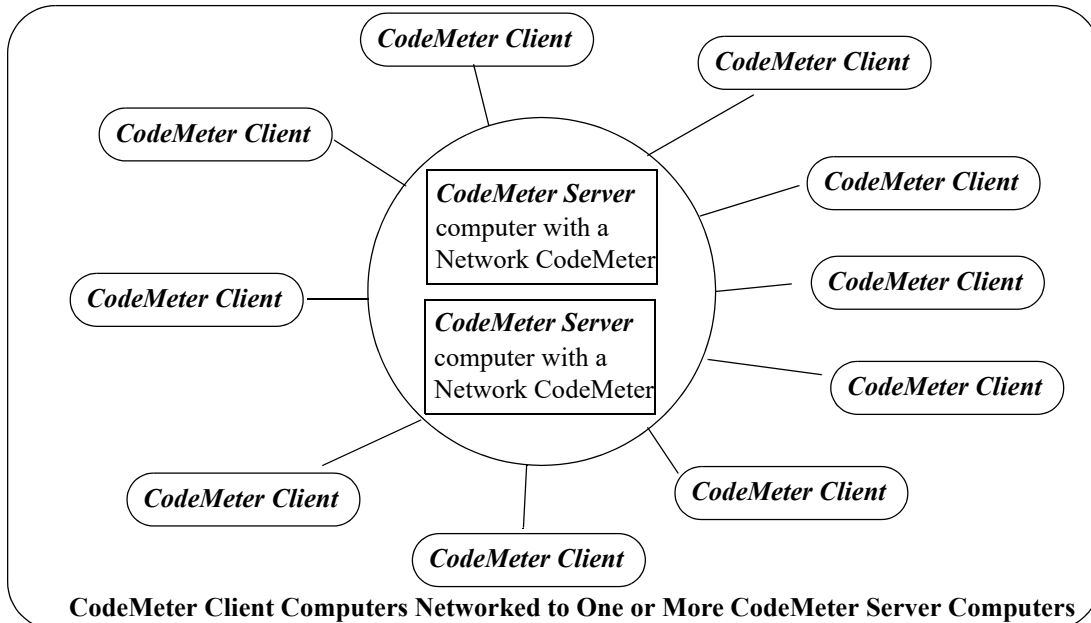 CodeMeter Client
CodeMeter Client
CodeMeter Client
CodeMeter Client
CodeMeter Server
computer with a
Network CodeMeter
CodeMeter Client
CodeMeter Client
CodeMeter Server
computer with a
Network CodeMeter
CodeMeter Client
CodeMeter Client
CodeMeter Client
CodeMeter Client
CodeMeter Client Computers Networked to One or More CodeMeter Server Computers